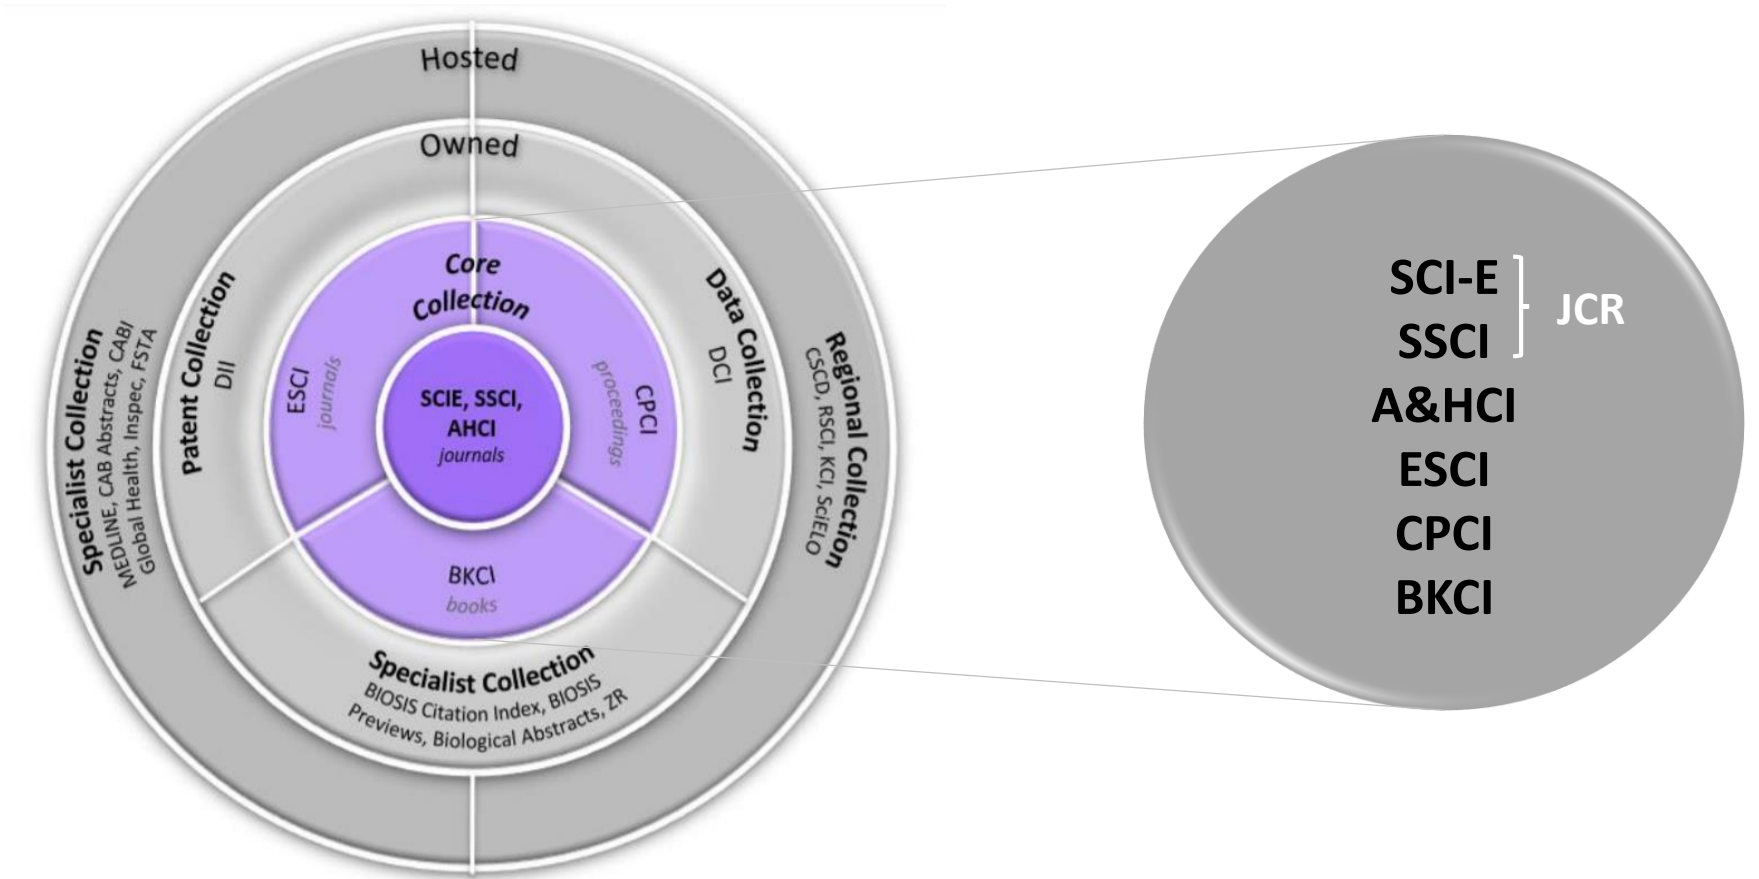 Hosted
Owned
Core
Collection
SCIE, SSCI,
AHCI
journals
ESCI
journals
CPCI
proceedings
BKCI
books
Patent Collection
DII
Data Collection
DCI
Specialist Collection
BIOSIS Citation Index, BIOSIS
Previews, Biological Abstracts, ZR
Specialist Collection
MEDLINE, CAB Abstracts, CABI
Global Health, Inspec, FSTA
Regional Collection
CSCD, RSCI, KCI, SciELO
SCI-E
SSCI
JCR
A&HCI
ESCI
CPCI
BKCI